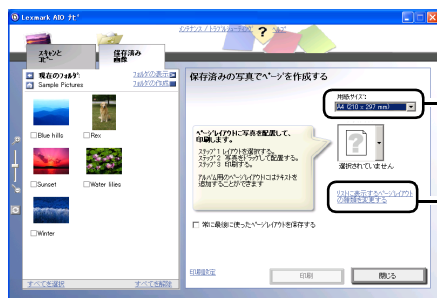 Lexmark AIO ナビ
メンテナンス / トラブルシューティング
ヘルプ
スキャンと
コピー
保存済み
画像
現在のフォルダ:
フォルダの表示
Sample Pictures
フォルダの作成
Blue hills
Rex
Sunset
Water lilies
Winter
すべてを選択
すべてを解除
保存済みの写真でページを作成する
用紙サイズ:
A4 (210 x 297 mm)
ページレイアウトに写真を配置して、
印刷します。
ステップ 1 レイアウトを選択する。
ステップ 2 写真をドラッグして配置する。
ステップ 3 印刷する。
アルバム用のページレイアウトにはテキストを
追加することができます
?
選択されていません
リストに表示するページレイアウト
の種類を変更する
常に最後に使ったページレイアウトを保存する
印刷設定
印刷
閉じる